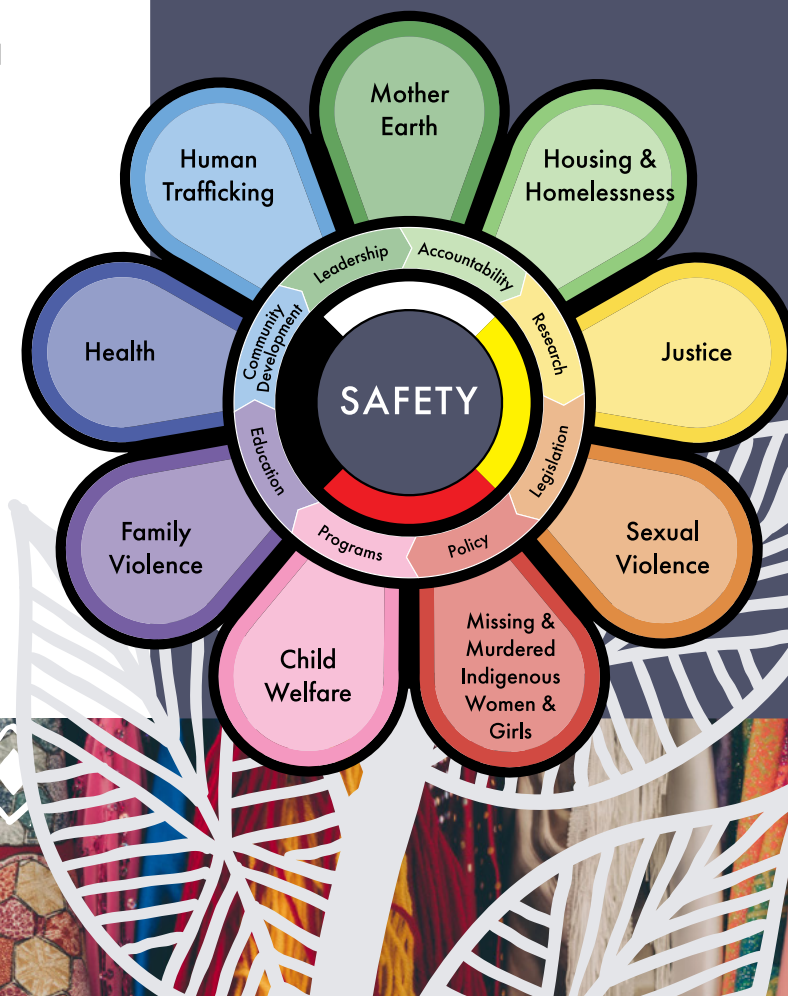 Mother
Earth
Housing &
Homelessness
Justice
Sexual
Violence
Missing &
Murdered
Indigenous
Women &
Girls
Child
Welfare
Family
Violence
Health
Human
Trafficking
Leadership
Accountability
Research
Legislation
Policy
Programs
Education
Community
Development
SAFETY